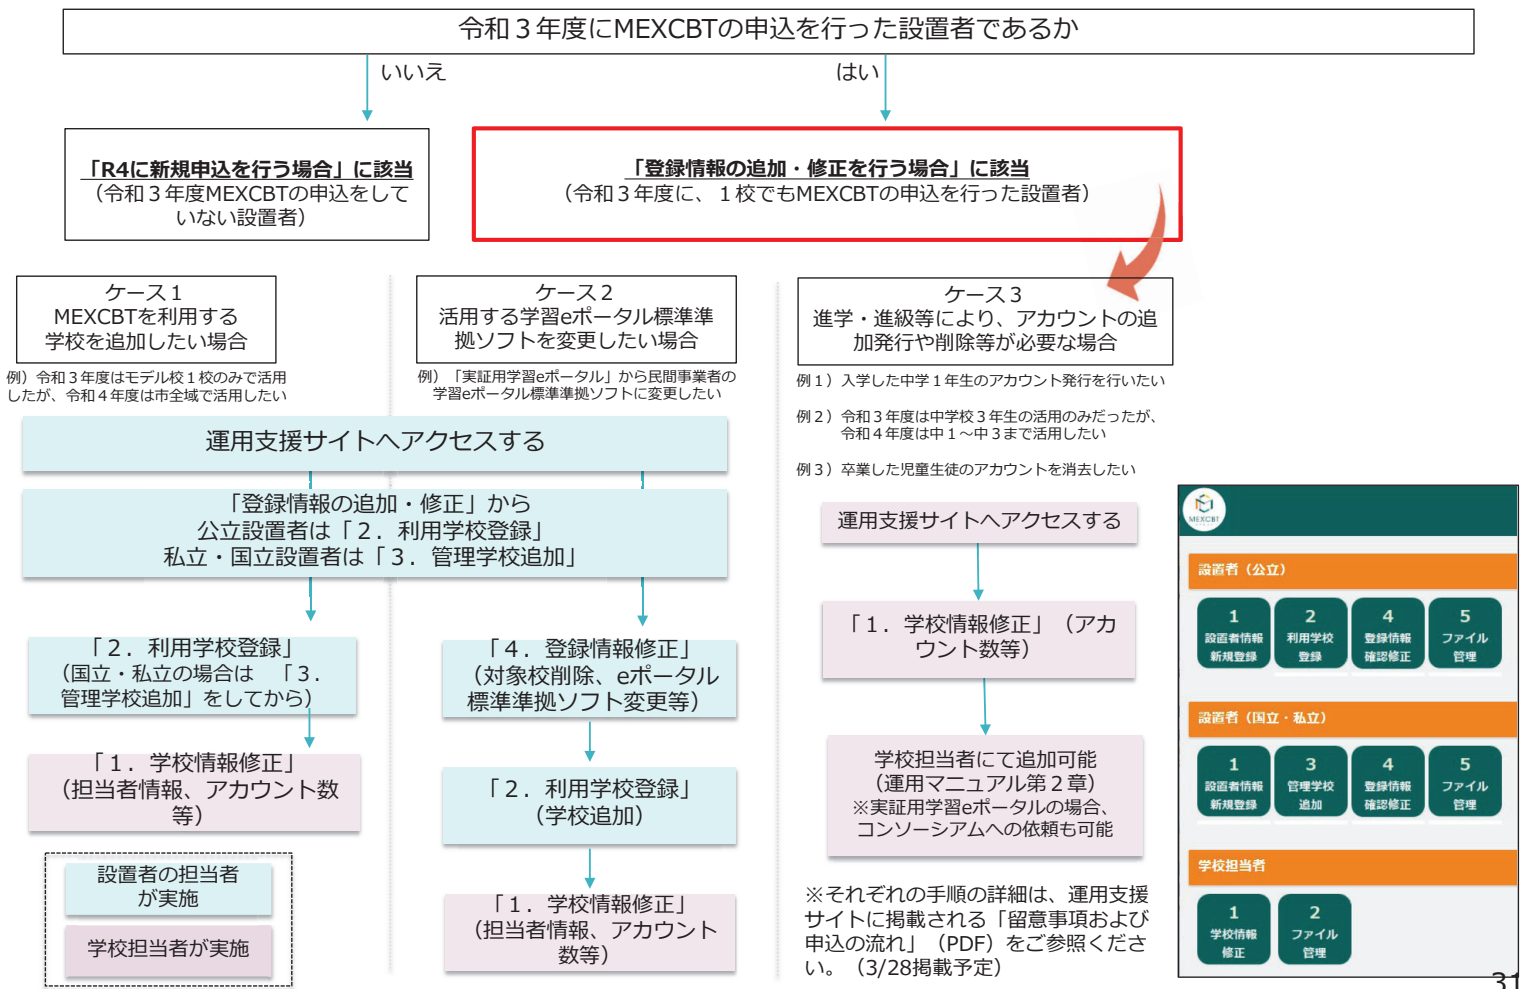 令和３年度にMEXCBTの申込を行った設置者であるか
いいえ
はい
「R4に新規申込を行う場合」に該当
（令和３年度MEXCBTの申込をして
いない設置者）
「登録情報の追加・修正を行う場合」に該当
（令和３年度に、１校でもMEXCBTの申込を行った設置者）
ケース１
MEXCBTを利用する
学校を追加したい場合
例）令和３年度はモデル校１校のみで活用
したが、令和４年度は市全域で活用したい
ケース２
活用する学習eポータル標準準
拠ソフトを変更したい場合
例）「実証用学習eポータル」から民間事業者の
学習eポータル標準準拠ソフトに変更したい
ケース３
進学・進級等により、アカウントの追
加発行や削除等が必要な場合
例１）入学した中学１年生のアカウント発行を行いたい
例２）令和３年度は中学校３年生の活用のみだったが、
令和４年度は中１～中３まで活用したい
例３）卒業した児童生徒のアカウントを消去したい
運用支援サイトへアクセスする
「登録情報の追加・修正」から
公立設置者は「２．利用学校登録」
私立・国立設置者は「３．管理学校追加」
「２．利用学校登録」
（国立・私立の場合は　「３．
管理学校追加」をしてから）
「１．学校情報修正」
（担当者情報、アカウント数
等）
「４．登録情報修正」
（対象校削除、eポータル
標準準拠ソフト変更等）
「２．利用学校登録」
（学校追加）
「１．学校情報修正」
（担当者情報、アカウント
数等）
運用支援サイトへアクセスする
「１．学校情報修正」（アカ
ウント数等）
学校担当者にて追加可能
（運用マニュアル第２章）
※実証用学習eポータルの場合、
コンソーシアムへの依頼も可能
設置者の担当者
が実施
学校担当者が実施
※それぞれの手順の詳細は、運用支援
サイトに掲載される「留意事項および
申込の流れ」（PDF）をご参照くださ
い。（3/28掲載予定）
MEXCBT
設置者（公立）
1
設置者情報
新規登録
2
利用学校
登録
4
登録情報
確認修正
5
ファイル
管理
設置者（国立・私立）
1
設置者情報
新規登録
3
管理学校
追加
4
登録情報
確認修正
5
ファイル
管理
学校担当者
1
学校情報
修正
2
ファイル
管理
31